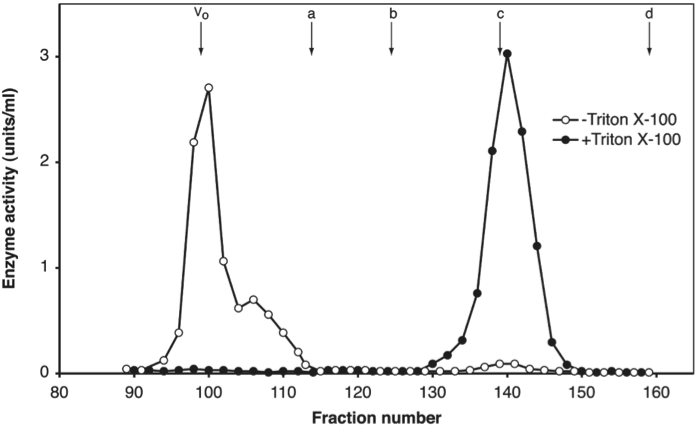 Vo a b c d
3
2
1
0
Enzyme activity (units/ml)
-Triton X-100
+Triton X-100
80 90 100 110 120 130 140 150 160
Fraction number